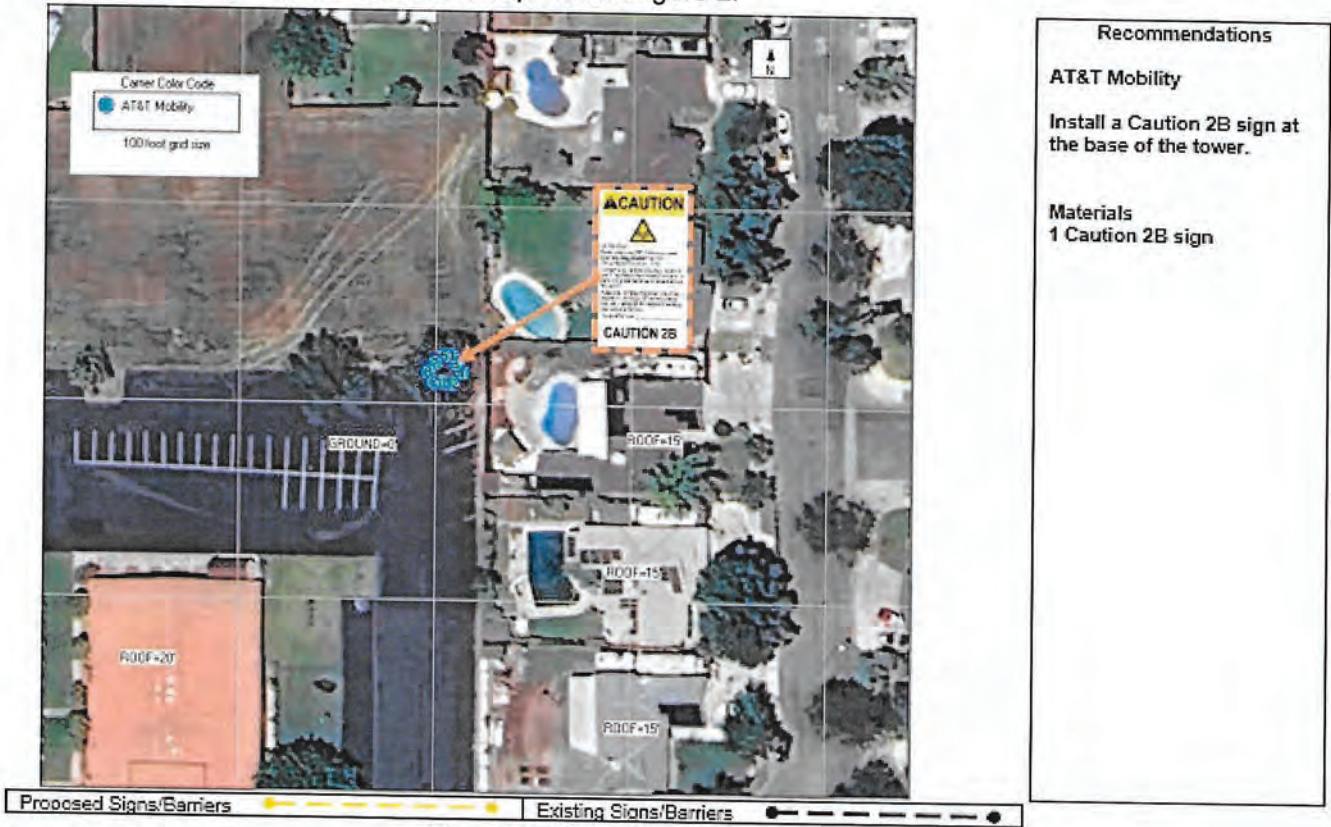 Carrier Color Code
AT&T Mobility
100 foot grid size
N
CAUTION
CAUTION 2B
GROUND=0'
ROOF=15'
ROOF=15'
ROOF=20'
ROOF=15'
Proposed Signs/Barriers
Existing Signs/Barriers
Recommendations
AT&T Mobility
Install a Caution 2B sign at
the base of the tower.
Materials
1 Caution 2B sign